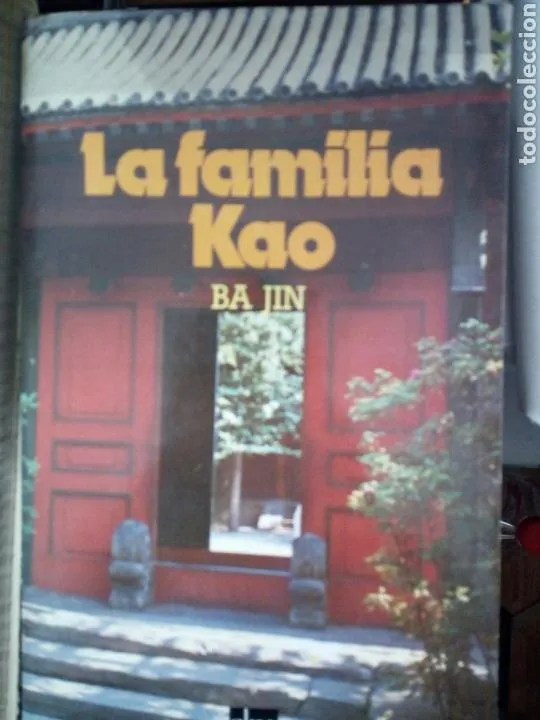 La familia
Kao
BA JIN
todocoleccion